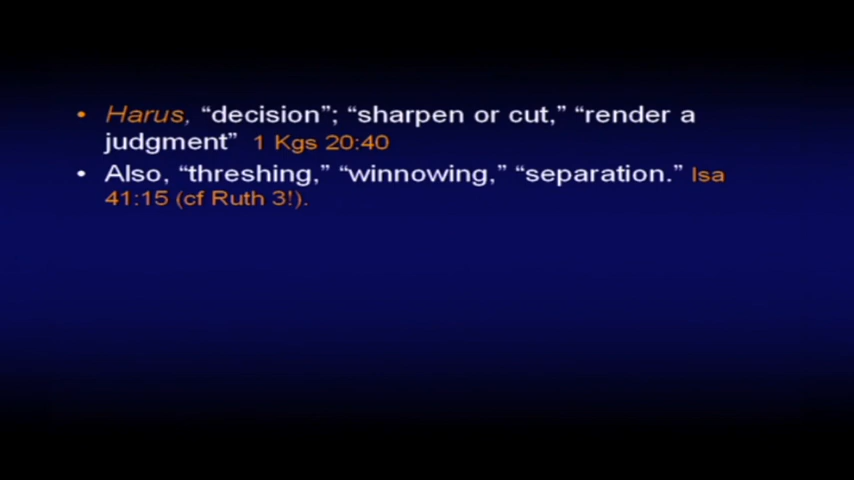 • Harus, “decision”; “sharpen or cut,” “render a
judgment” 1 Kgs 20:40
• Also, “threshing,” “winnowing,” “separation.” Isa
41:15 (cf Ruth 3!).